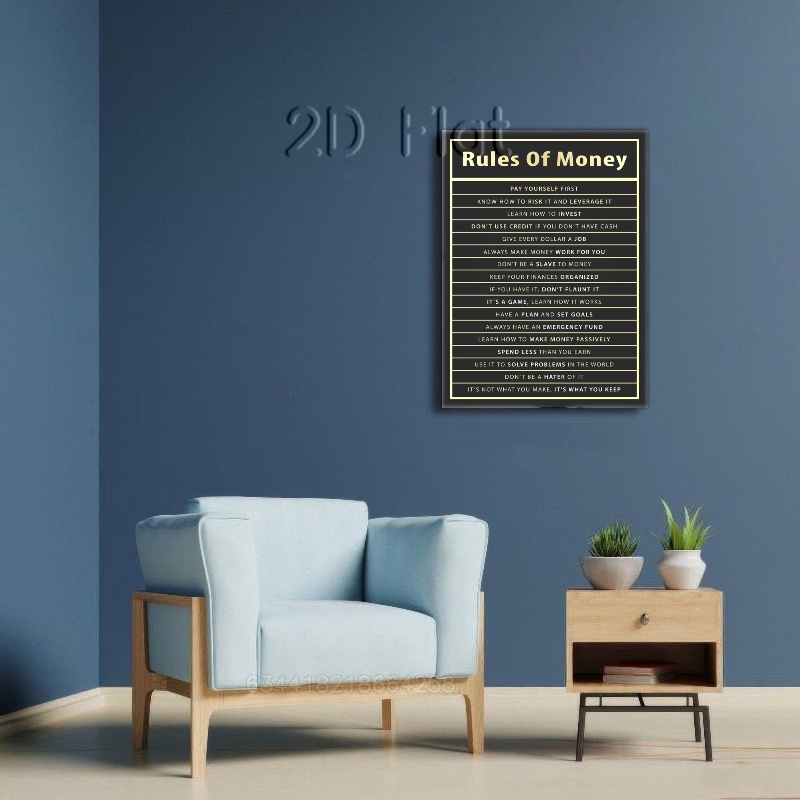 2D Flat
Rules Of Money
PAY YOURSELF FIRST
KNOW HOW TO RISK IT AND LEVERAGE IT
LEARN HOW TO INVEST
DON'T USE CREDIT IF YOU DON'T HAVE CASH
GIVE EVERY DOLLAR A JOB
ALWAYS MAKE MONEY WORK FOR YOU
DON'T BE A SLAVE TO MONEY
KEEP YOUR FINANCES ORGANIZED
IF YOU HAVE IT, DON'T FLAUNT IT
IT'S A GAME, LEARN HOW IT WORKS
HAVE A PLAN AND SET GOALS
ALWAYS HAVE AN EMERGENCY FUND
LEARN HOW TO MAKE MONEY PASSIVELY
SPEND LESS THAN YOU EARN
USE IT TO SOLVE PROBLEMS IN THE WORLD
DON'T BE A HATER OF IT
IT'S NOT WHAT YOU MAKE, IT'S WHAT YOU KEEP